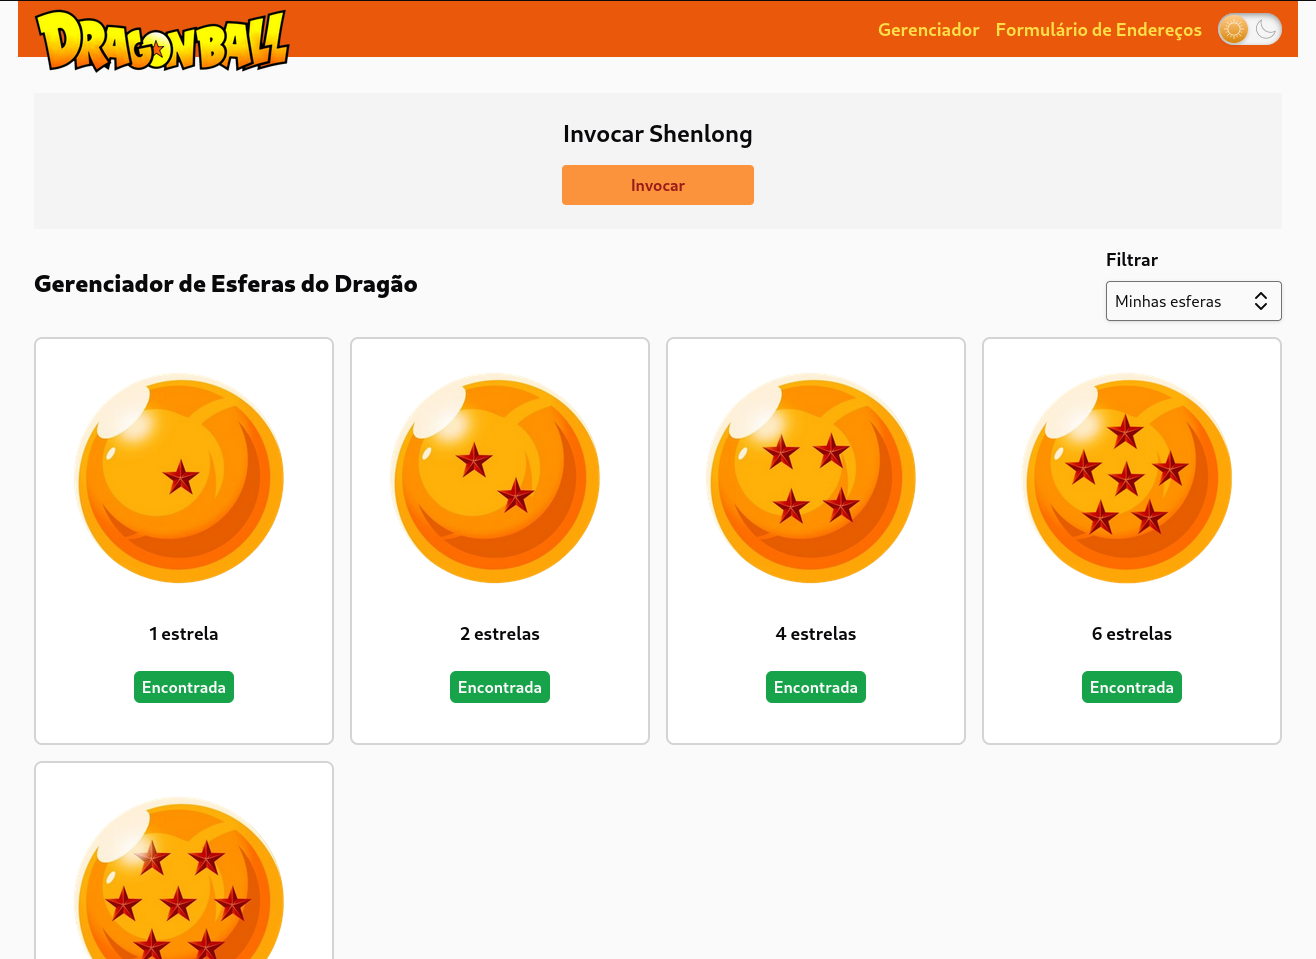 DRAGONBALL
Gerenciador Formulário de Endereços
Invocar Shenlong
Invocar
Filtrar
Gerenciador de Esferas do Dragão
Minhas esferas
1 estrela
2 estrelas
4 estrelas
6 estrelas
Encontrada
Encontrada
Encontrada
Encontrada